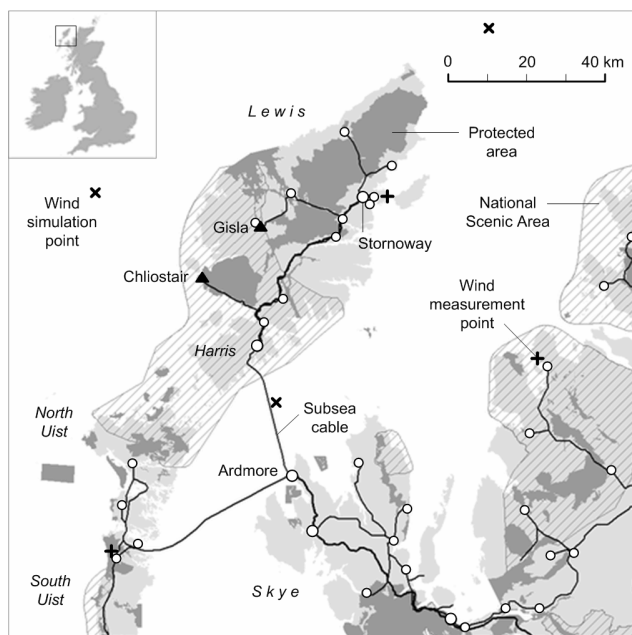 0 20 40 km
Lewis
Protected
area
Wind
simulation
point
National
Scenic Area
Gisla
Stornoway
Chliostair
Wind
measurement
point
Harris
North
Uist
Subsea
cable
Ardmore
South
Uist
Skye